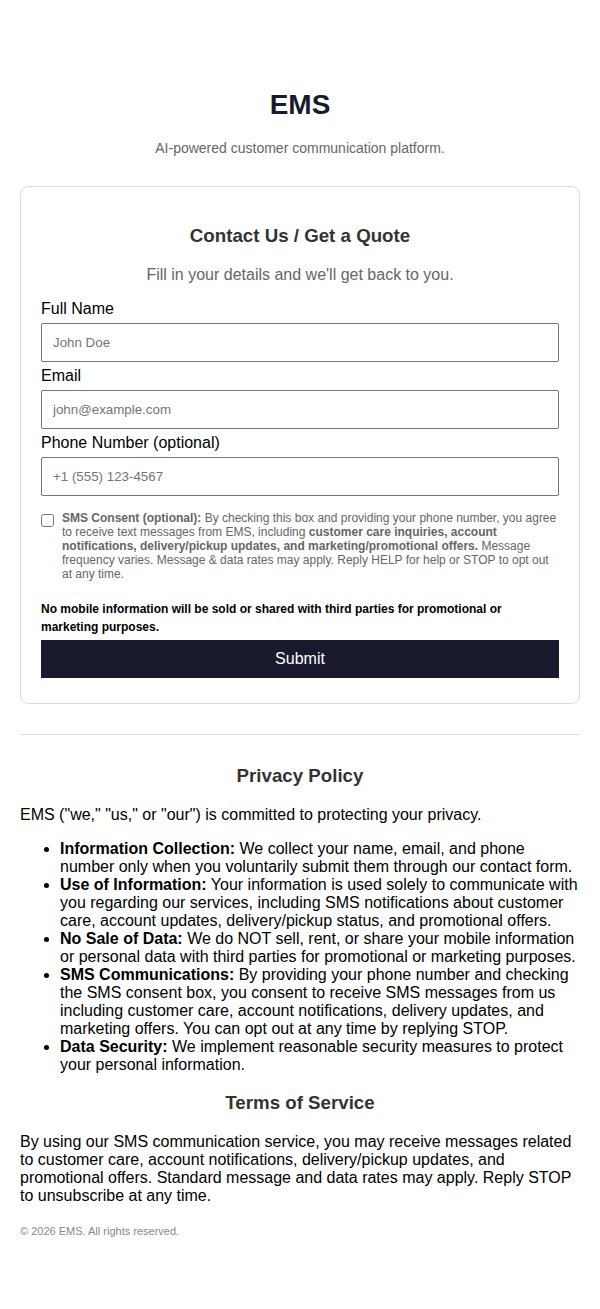 EMS
AI-powered customer communication platform.
Contact Us / Get a Quote
Fill in your details and we'll get back to you.
Full Name
John Doe
Email
john@example.com
Phone Number (optional)
+1 (555) 123-4567
SMS Consent (optional): By checking this box and providing your phone number, you agree
to receive text messages from EMS, including customer care inquiries, account
notifications, delivery/pickup updates, and marketing/promotional offers. Message
frequency varies. Message & data rates may apply. Reply HELP for help or STOP to opt out
at any time.
No mobile information will be sold or shared with third parties for promotional or
marketing purposes.
Submit
Privacy Policy
EMS ("we," "us," or "our") is committed to protecting your privacy.
• Information Collection: We collect your name, email, and phone
number only when you voluntarily submit them through our contact form.
• Use of Information: Your information is used solely to communicate with
you regarding our services, including SMS notifications about customer
care, account updates, delivery/pickup status, and promotional offers.
• No Sale of Data: We do NOT sell, rent, or share your mobile information
or personal data with third parties for promotional or marketing purposes.
• SMS Communications: By providing your phone number and checking
the SMS consent box, you consent to receive SMS messages from us
including customer care, account notifications, delivery updates, and
marketing offers. You can opt out at any time by replying STOP.
• Data Security: We implement reasonable security measures to protect
your personal information.
Terms of Service
By using our SMS communication service, you may receive messages related
to customer care, account notifications, delivery/pickup updates, and
promotional offers. Standard message and data rates may apply. Reply STOP
to unsubscribe at any time.
© 2026 EMS. All rights reserved.